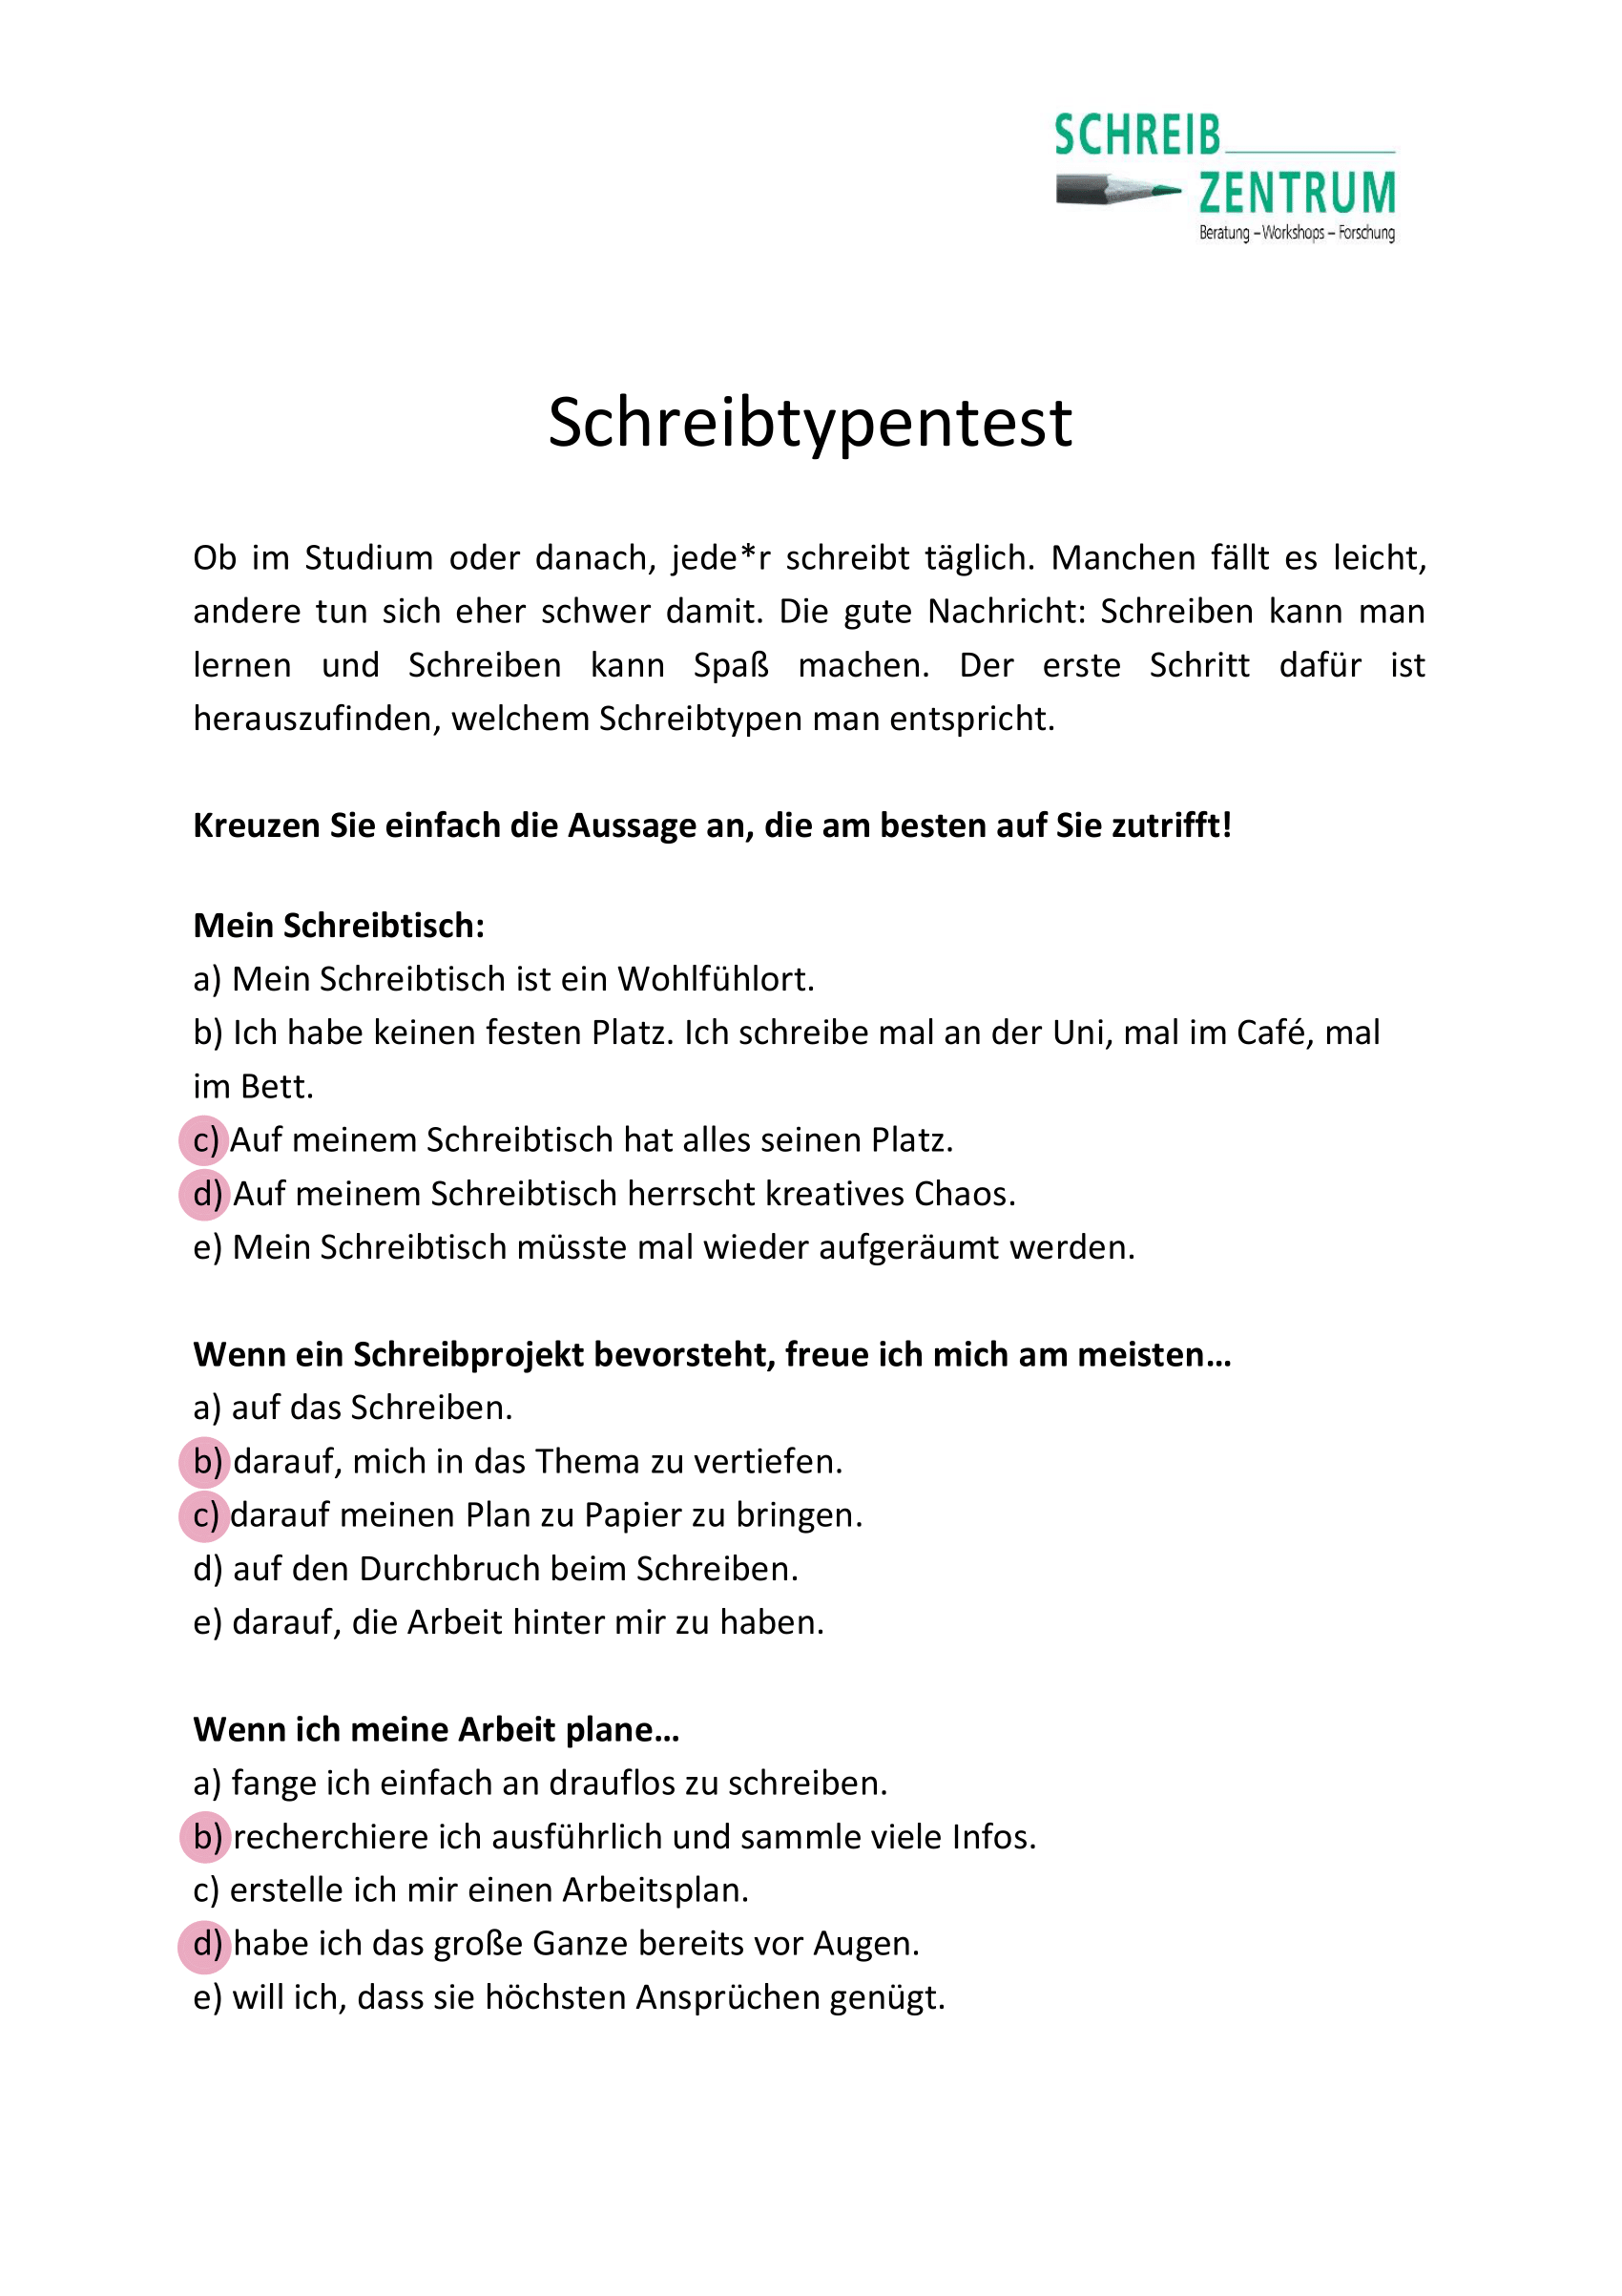 SCHREIB
ZENTRUM
Beratung – Workshops – Forschung
Schreibtypentest
Ob im Studium oder danach, jede*r schreibt täglich. Manchen fällt es leicht,
andere tun sich eher schwer damit. Die gute Nachricht: Schreiben kann man
lernen und Schreiben kann Spaß machen. Der erste Schritt dafür ist
herauszufinden, welchem Schreibtypen man entspricht.
Kreuzen Sie einfach die Aussage an, die am besten auf Sie zutrifft!
Mein Schreibtisch:
a) Mein Schreibtisch ist ein Wohlfühlort.
b) Ich habe keinen festen Platz. Ich schreibe mal an der Uni, mal im Café, mal
im Bett.
c) Auf meinem Schreibtisch hat alles seinen Platz.
d) Auf meinem Schreibtisch herrscht kreatives Chaos.
e) Mein Schreibtisch müsste mal wieder aufgeräumt werden.
Wenn ein Schreibprojekt bevorsteht, freue ich mich am meisten…
a) auf das Schreiben.
b) darauf, mich in das Thema zu vertiefen.
c) darauf meinen Plan zu Papier zu bringen.
d) auf den Durchbruch beim Schreiben.
e) darauf, die Arbeit hinter mir zu haben.
Wenn ich meine Arbeit plane…
a) fange ich einfach an drauflos zu schreiben.
b) recherchiere ich ausführlich und sammle viele Infos.
c) erstelle ich mir einen Arbeitsplan.
d) habe ich das große Ganze bereits vor Augen.
e) will ich, dass sie höchsten Ansprüchen genügt.